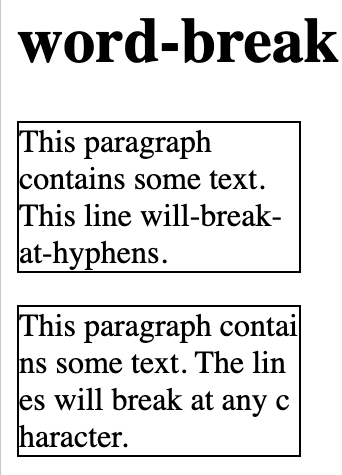 word-break
This paragraph
contains some text.
This line will-break-
at-hyphens.
This paragraph contai
ns some text. The lin
es will break at any c
haracter.